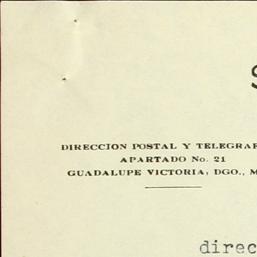 S
DIRECCION POSTAL Y TELEGRAF
APARTADO No. 21
GUADALUPE VICTORIA, DGO., M
direc